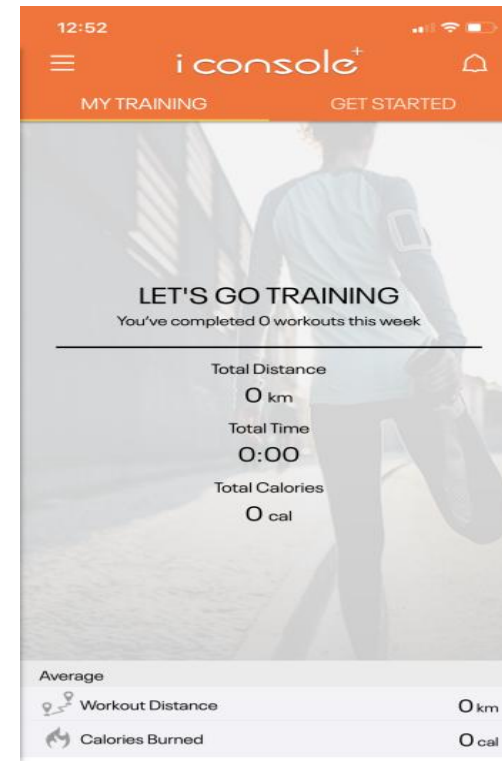 12:52
i console+
MY TRAINING GET STARTED
LET'S GO TRAINING
You've completed 0 workouts this week
Total Distance
0 km
Total Time
0:00
Total Calories
0 cal
Average
Workout Distance 0 km
Calories Burned 0 cal